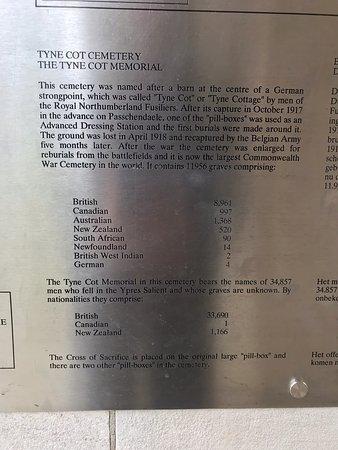 TYNE COT CEMETERY
THE TYNE COT MEMORIAL
This cemetery was named after a barn at the centre of a German
strongpoint, which was called "Tyne Cot" or "Tyne Cottage" by men of
the Royal Northumberland Fusiliers. After its capture in October 1917
in the advance on Passchendaele, one of the "pill-boxes" was used as an
Advanced Dressing Station and the first burials were made around it.
The ground was lost in April 1918 and recaptured by the Belgian Army
five months later. After the war the cemetery was enlarged for
reburials from the battlefields and it is now the largest Commonwealth
War Cemetery in the world. It contains 11956 graves comprising:
British 8,961
Canadian 997
Australian 1,368
New Zealand 520
South African 90
Newfoundland 14
British West Indian 2
German 4
The Tyne Cot Memorial in this cemetery bears the names of 34,857
men who fell in the Ypres Salient and whose graves are unknown. By
nationalities they comprise:
British 33,690
Canadian 1
New Zealand 1,166
The Cross of Sacrifice is placed on the original large "pill-box" and
there are two other "pill-boxes" in the cemetery.
Het m
34.857
onbek
Het offe
komen n